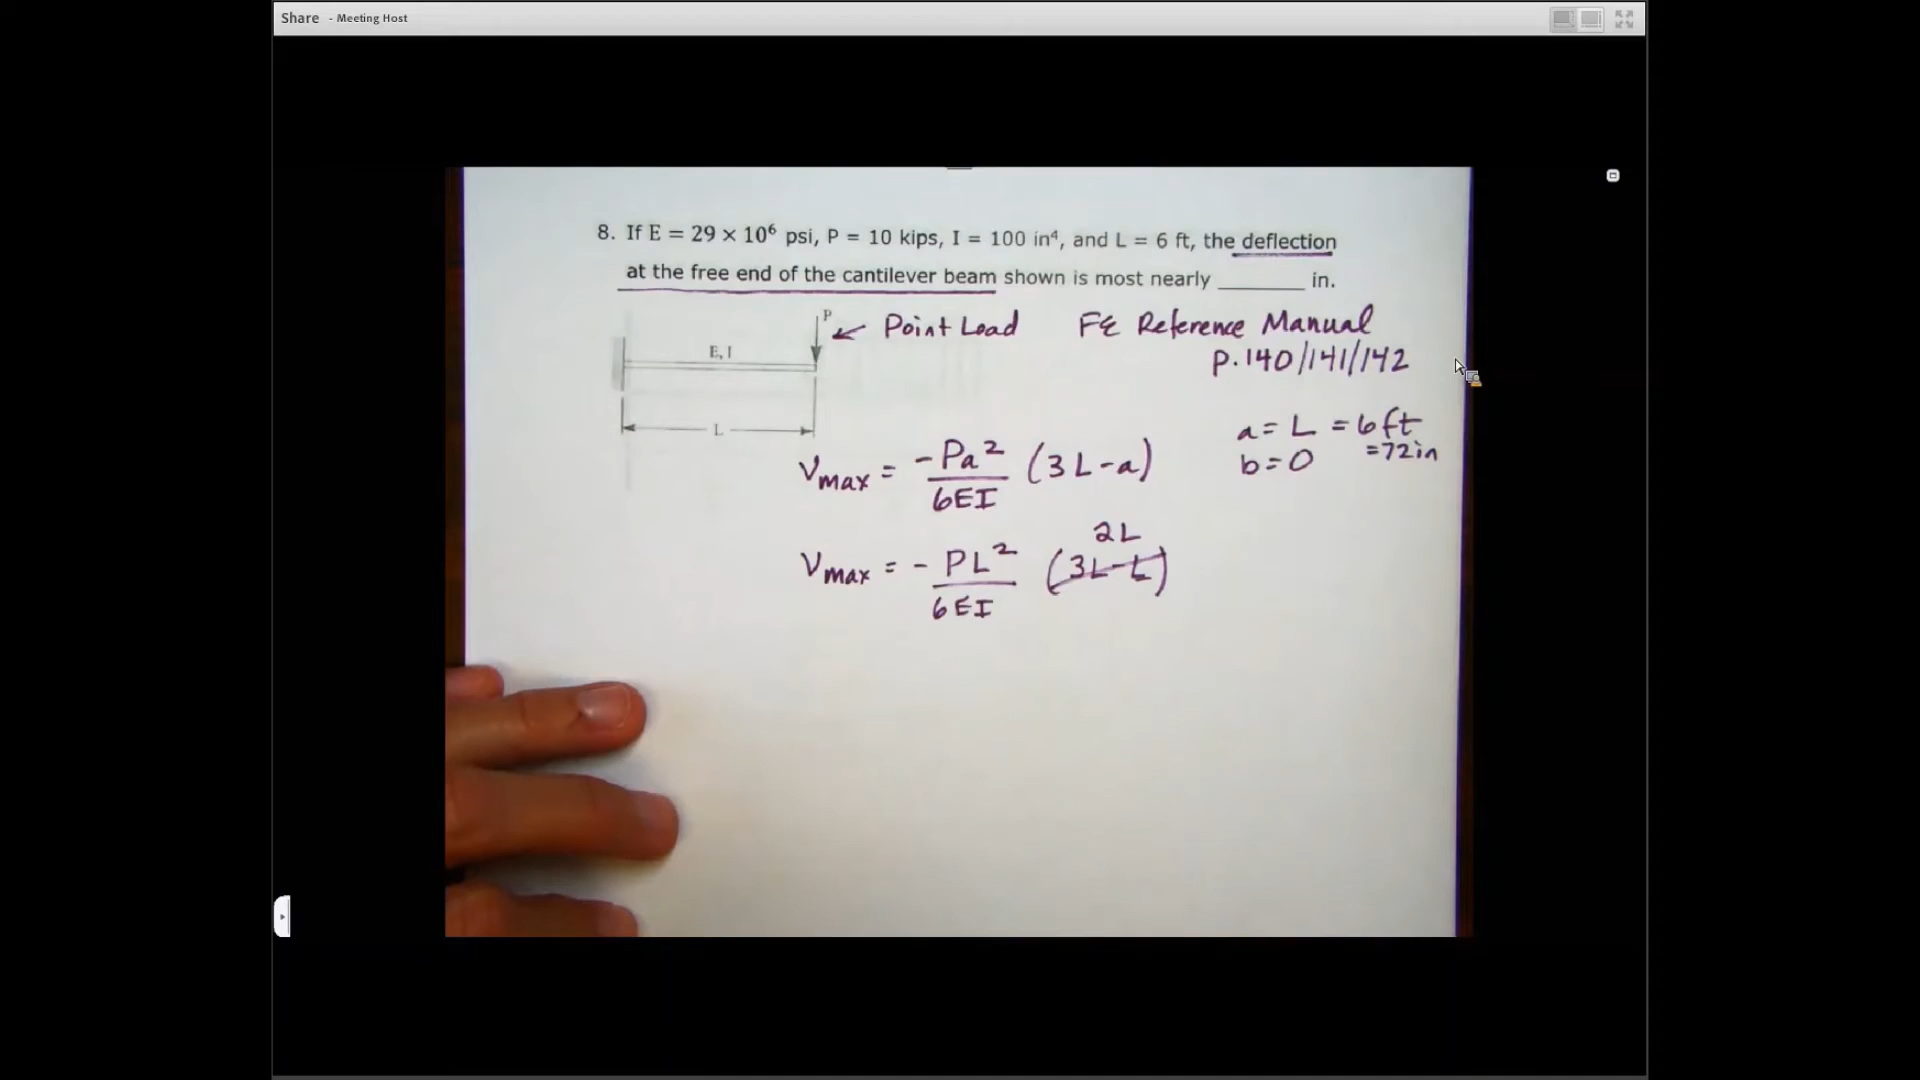 Share - Meeting Host
8. If E = 29 × 10⁶ psi, P = 10 kips, I = 100 in⁴, and L = 6 ft, the deflection
at the free end of the cantilever beam shown is most nearly ________ in.
P
Point Load
FE Reference Manual
p.140/141/142
E, I
L
a = L = 6ft
= 72in
b = 0
Vmax = -Pa²/6EI (3L-a)
2L
Vmax = - PL²/6EI (3L-L)